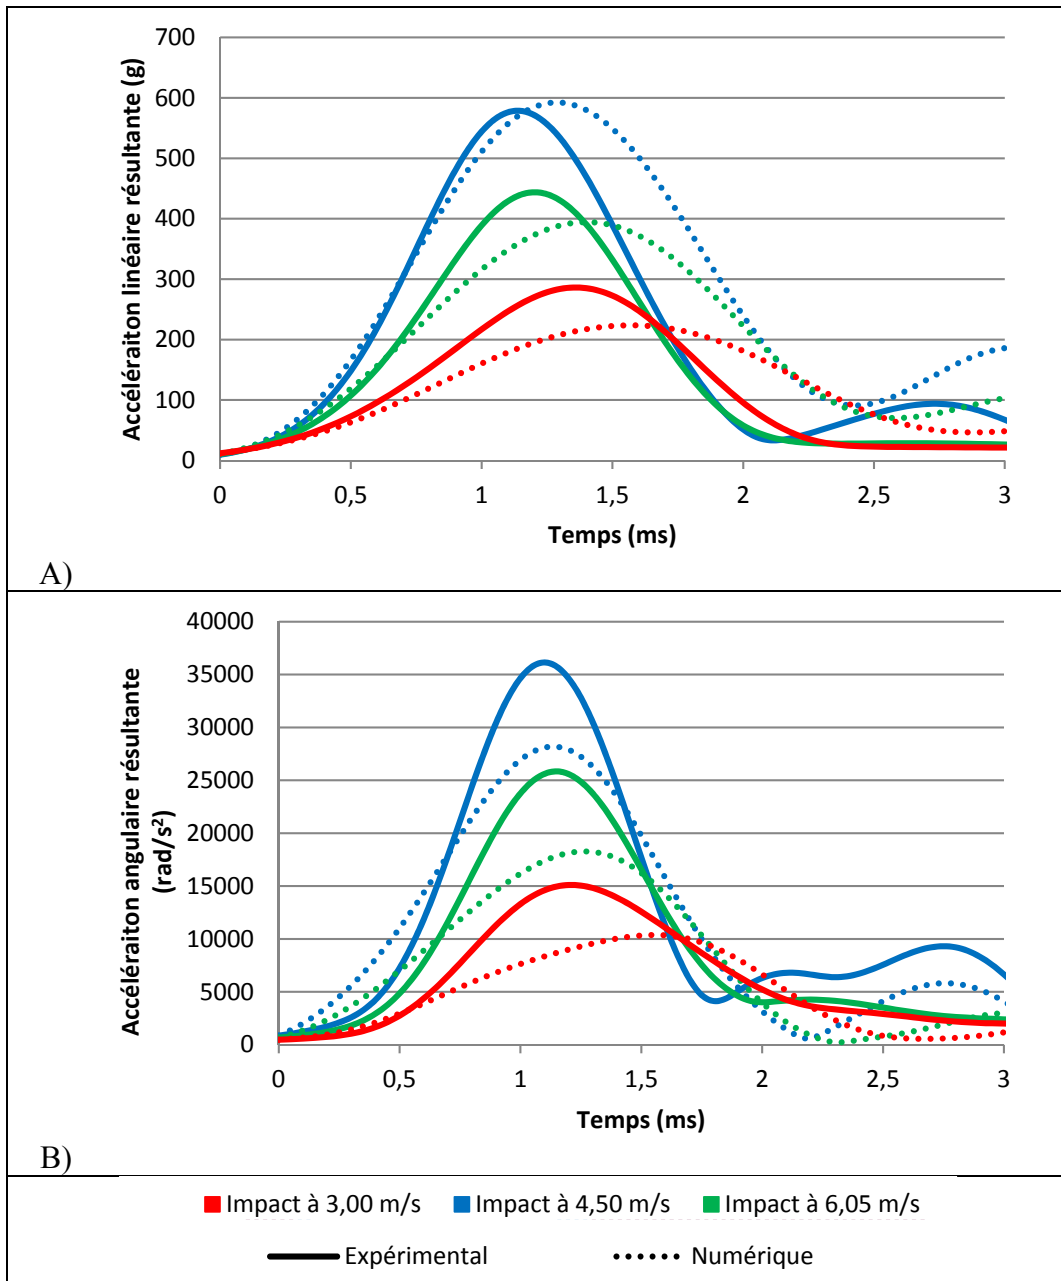 700
600
500
400
300
200
100
0
Accéléraiton linéaire résultante (g)
0 0,5 1 1,5 2 2,5 3
Temps (ms)
A)
40000
35000
30000
25000
20000
15000
10000
5000
0
Accéléraiton angulaire résultante
(rad/s²)
0 0,5 1 1,5 2 2,5 3
Temps (ms)
B)
Impact à 3,00 m/s Impact à 4,50 m/s Impact à 6,05 m/s
Expérimental Numérique